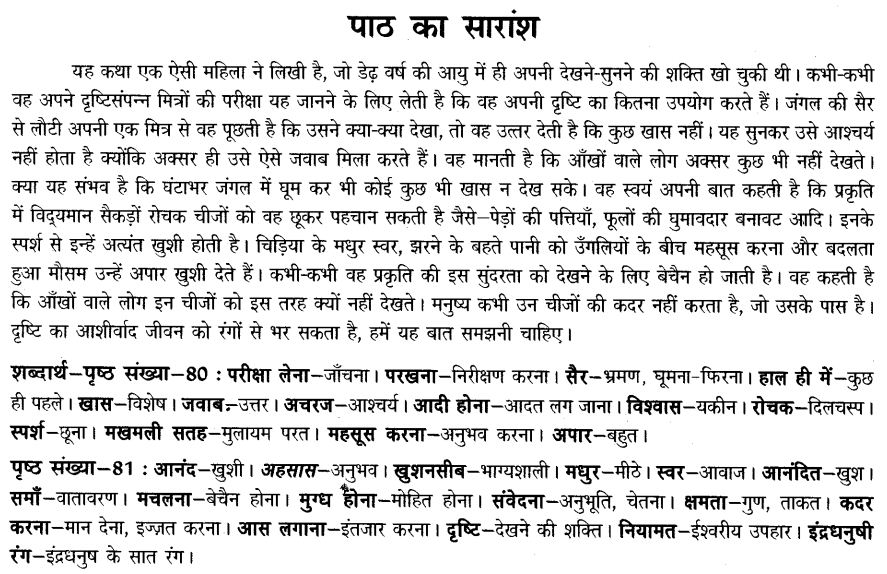 पाठ का सारांश
यह कथा एक ऐसी महिला ने लिखी है, जो डेढ़ वर्ष की आयु में ही अपनी देखने-सुनने की शक्ति खो चुकी थी। कभी-कभी
वह अपने दृष्टिसंपन्न मित्रों की परीक्षा यह जानने के लिए लेती है कि वह अपनी दृष्टि का कितना उपयोग करते हैं। जंगल की सैर
से लौटी अपनी एक मित्र से वह पूछती है कि उसने क्या-क्या देखा, तो वह उत्तर देती है कि कुछ खास नहीं। यह सुनकर उसे आश्चर्य
नहीं होता है क्योंकि अक्सर ही उसे ऐसे जवाब मिला करते हैं। वह मानती है कि आँखों वाले लोग अक्सर कुछ भी नहीं देखते।
क्या यह संभव है कि घंटाभर जंगल में घूम कर भी कोई कुछ भी खास न देख सके। वह स्वयं अपनी बात कहती है कि प्रकृति
में विद्यमान सैकड़ों रोचक चीजों को वह छूकर पहचान सकती है जैसे–पेड़ों की पत्तियाँ, फूलों की घुमावदार बनावट आदि। इनके
स्पर्श से इन्हें अत्यंत खुशी होती है। चिड़िया के मधुर स्वर, झरने के बहते पानी को उँगलियों के बीच महसूस करना और बदलता
हुआ मौसम उन्हें अपार खुशी देते हैं। कभी-कभी वह प्रकृति की इस सुंदरता को देखने के लिए बेचैन हो जाती है। वह कहती है
कि आँखों वाले लोग इन चीजों को इस तरह क्यों नहीं देखते। मनुष्य कभी उन चीजों की कदर नहीं करता है, जो उसके पास है।
दृष्टि का आशीर्वाद जीवन को रंगों से भर सकता है, हमें यह बात समझनी चाहिए।
शब्दार्थ–पृष्ठ संख्या–80 : परीक्षा लेना–जाँचना। परखना–निरीक्षण करना। सैर–भ्रमण, घूमना-फिरना। हाल ही में–कुछ
ही पहले। खास–विशेष। जवाब–उत्तर। अचरज–आश्चर्य। आदी होना–आदत लग जाना। विश्वास–यकीन। रोचक–दिलचस्प।
स्पर्श–छूना। मखमली सतह–मुलायम परत। महसूस करना–अनुभव करना। अपार–बहुत।
पृष्ठ संख्या–81 : आनंद–खुशी। अहसास–अनुभव। खुशनसीब–भाग्यशाली। मधुर–मीठे। स्वर–आवाज। आनंदित–खुश।
समाँ–वातावरण। मचलना–बेचैन होना। मुग्ध होना–मोहित होना। संवेदना–अनुभूति, चेतना। क्षमता–गुण, ताकत। कदर
करना–मान देना, इज्ज़त करना। आस लगाना–इंतजार करना। दृष्टि–देखने की शक्ति। नियामत–ईश्वरीय उपहार। इंद्रधनुषी
रंग–इंद्रधनुष के सात रंग।